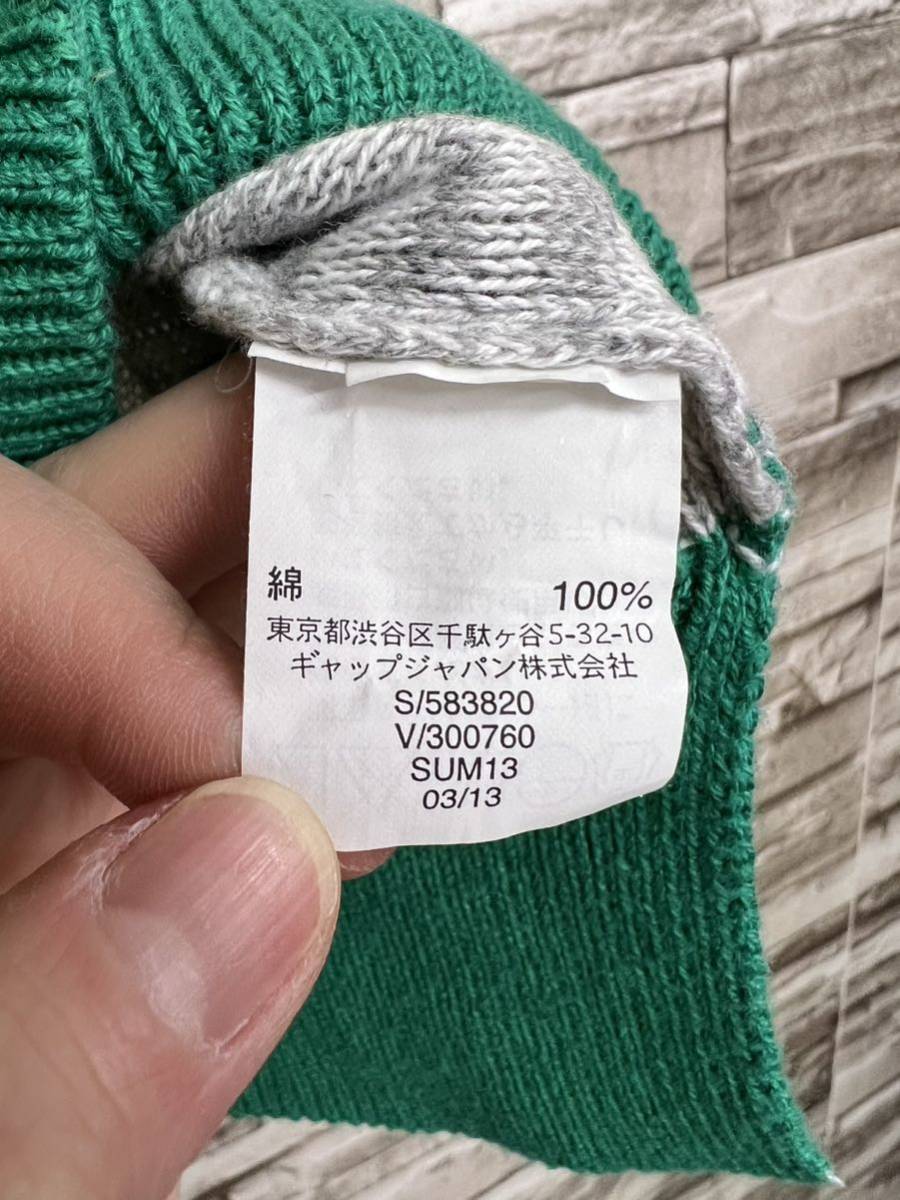 綿 100%
東京都渋谷区千駄ヶ谷5-32-10
ギャップジャパン株式会社
S/583820
V/300760
SUM13
03/13